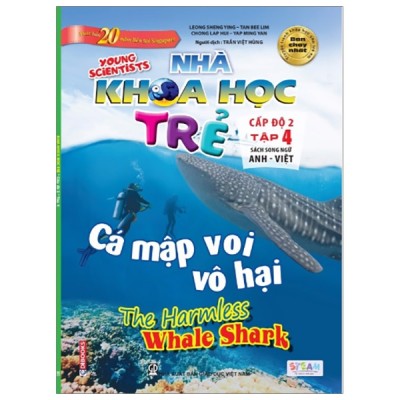 LEONG SHENG YING - TAN BEE LIM
CHONG LAP HUI - YAP MING YAN
Người dịch: TRẦN VIỆT HÙNG
Bán chạy nhất
YOUNG SCIENTISTS
NHÀ
KHOA HỌC
TRẺ
CẤP ĐỘ 2
TẬP 4
SÁCH SONG NGỮ
ANH - VIỆT
Cá mập voi
vô hại
The Harmless
Whale Shark
STEAM